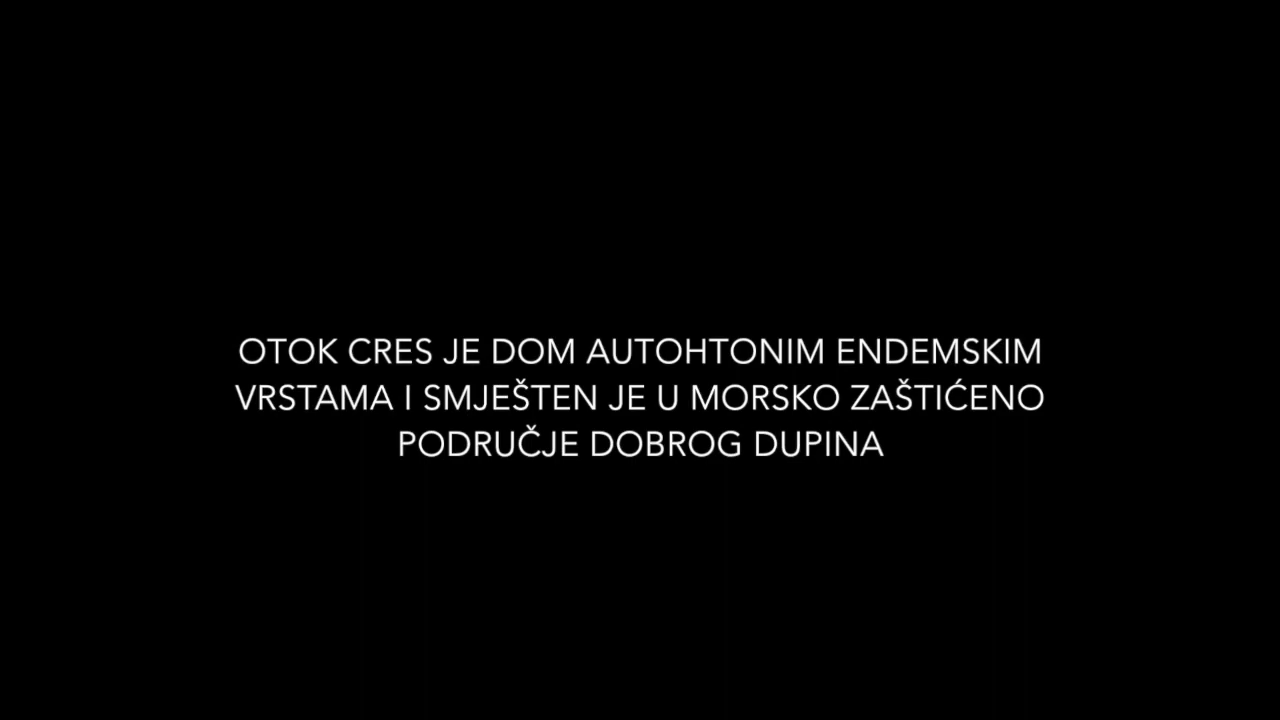 OTOK CRES JE DOM AUTOHTONIM ENDEMSKIM
VRSTAMA I SMJEŠTEN JE U MORSKO ZAŠTIĆENO
PODRUČJE DOBROG DUPINA